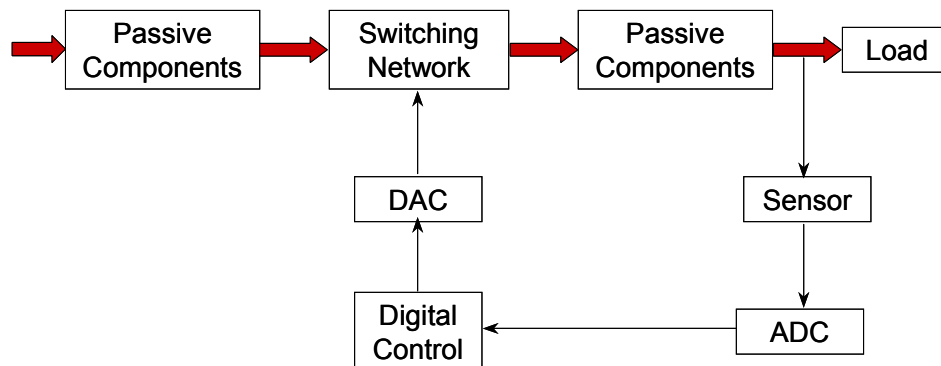 Passive
Components
Switching
Network
Passive
Components
Load
DAC
Sensor
Digital
Control
ADC